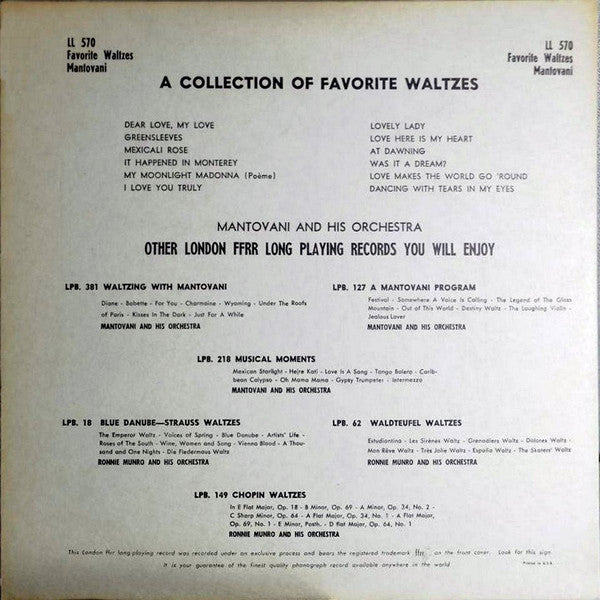 LL 570
Favorite Waltzes
Mantovani
LL 570
Favorite Waltzes
Mantovani
A COLLECTION OF FAVORITE WALTZES
DEAR LOVE, MY LOVE
GREENSLEEVES
MEXICALI ROSE
IT HAPPENED IN MONTEREY
MY MOONLIGHT MADONNA (Poème)
I LOVE YOU TRULY
LOVELY LADY
LOVE HERE IS MY HEART
AT DAWNING
WAS IT A DREAM?
LOVE MAKES THE WORLD GO 'ROUND
DANCING WITH TEARS IN MY EYES
MANTOVANI AND HIS ORCHESTRA
OTHER LONDON FFRR LONG PLAYING RECORDS YOU WILL ENJOY
LPB. 381 WALTZING WITH MANTOVANI
Diane - Babette - For You - Charmaine - Wyoming - Under The Roofs
of Paris - Kisses In The Dark - Just For A While
MANTOVANI AND HIS ORCHESTRA
LPB. 127 A MANTOVANI PROGRAM
Festival - Somewhere A Voice Is Calling - The Legend of The Glass
Mountain - Out of This World - Destiny Waltz - The Laughing Violin -
Jealous Lover
MANTOVANI AND HIS ORCHESTRA
LPB. 218 MUSICAL MOMENTS
Mexican Starlight - Hejre Kati - Love Is A Song - Tango Bolero - Carib-
bean Calypso - Oh Mama Mama - Gypsy Trumpeter - Intermezzo
MANTOVANI AND HIS ORCHESTRA
LPB. 18 BLUE DANUBE—STRAUSS WALTZES
The Emperor Waltz - Voices of Spring - Blue Danube - Artists' Life -
Roses of The South - Wine, Women and Song - Vienna Blood - A Thou-
sand and One Nights - Die Fledermaus Waltz
RONNIE MUNRO AND HIS ORCHESTRA
LPB. 62 WALDTEUFEL WALTZES
Estudiantina - Les Sirènes Waltz - Grenadiers Waltz - Dolores Waltz -
Mon Rêve Waltz - Très Jolie Waltz - España Waltz - The Skaters' Waltz
RONNIE MUNRO AND HIS ORCHESTRA
LPB. 149 CHOPIN WALTZES
In E Flat Major, Op. 18 - B Minor, Op. 69 - A Minor, Op. 34, No. 2 -
C Sharp Minor, Op. 64 - A Flat Major, Op. 34, No. 1 - A Flat Major,
Op. 69, No. 1 - E Minor, Posth. - D flat Major, Op. 64, No. 1
RONNIE MUNRO AND HIS ORCHESTRA
This London ffrr long-playing record was recorded under an exclusive process and bears the registered trademark ffrr on the front cover. Look for this sign.
It is your guarantee of the finest quality phonograph record available anywhere in the world
Printed in U.S.A.